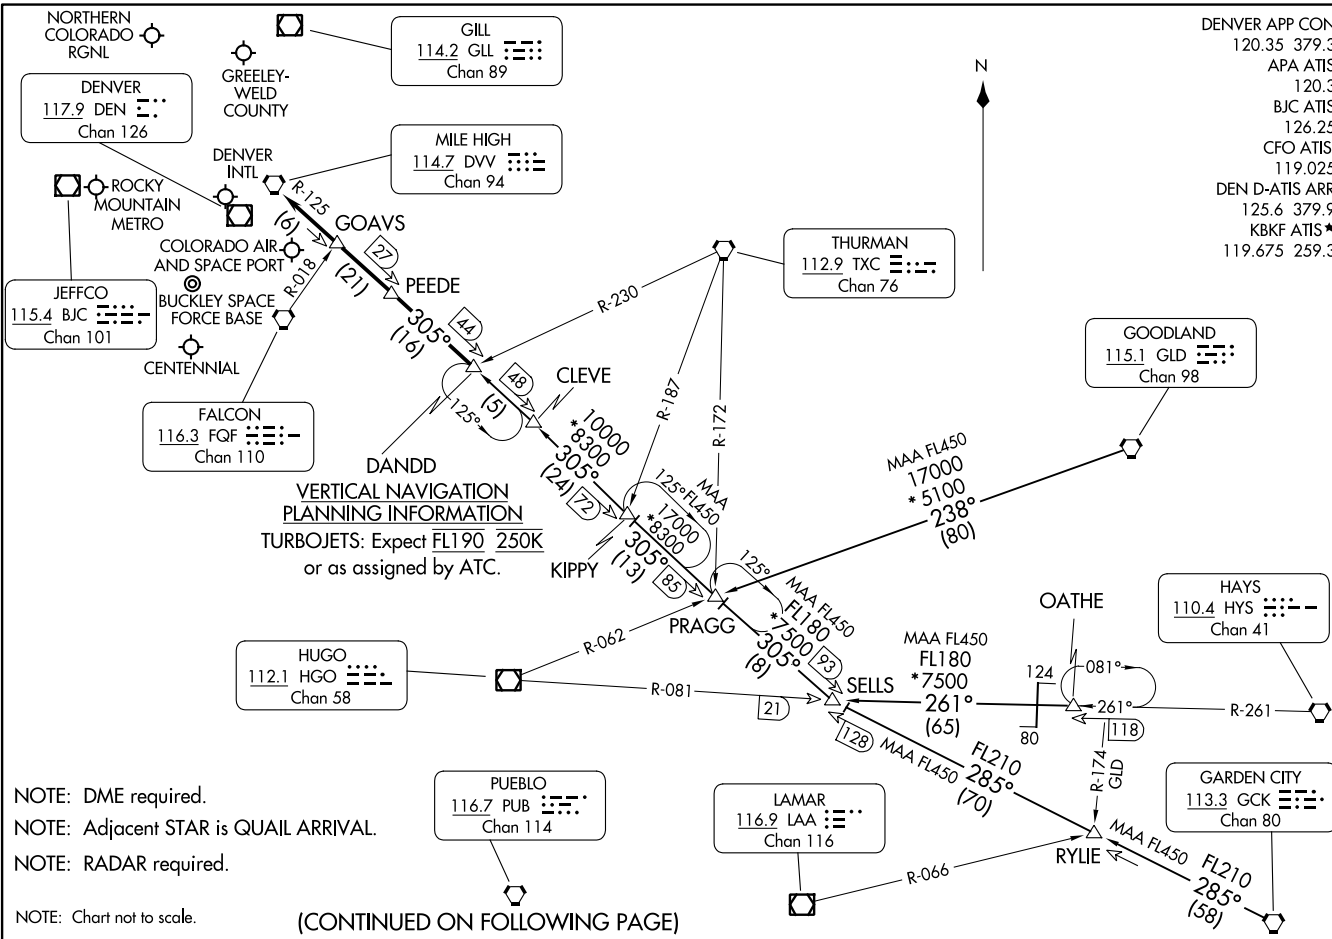 NORTHERN
COLORADO
RGNL
GILL
114.2 GLL
Chan 89
DENVER APP CON
120.35 379.3
APA ATIS
120.3
BJC ATIS
126.25
CFO ATIS
119.025
DEN D-ATIS ARR
125.6 379.9
KBKF ATIS★
119.675 259.3
N
GREELEY-
WELD
COUNTY
DENVER
117.9 DEN
Chan 126
MILE HIGH
114.7 DVV
Chan 94
DENVER
INTL
ROCKY
MOUNTAIN
METRO
R-125
(6)
GOAVS
COLORADO AIR
AND SPACE PORT
27
(21)
PEEDE
R-018
THURMAN
112.9 TXC
Chan 76
JEFFCO
115.4 BJC
Chan 101
BUCKLEY SPACE
FORCE BASE
CENTENNIAL
305°
(16)
44
R-230
GOODLAND
115.1 GLD
Chan 98
FALCON
116.3 FQF
Chan 110
125°
(5)
48
CLEVE
R-187
R-172
DANDD
VERTICAL NAVIGATION
PLANNING INFORMATION
TURBOJETS: Expect FL190 250K
or as assigned by ATC.
10000
*8300
305°
(24)
72
KIPPY
MAA
FL450
125°
17000
*8300
305°
(13)
85
MAA FL450
17000
*5100
238°
(80)
PRAGG
125°
MAA FL450
FL180
*7500
305°
(8)
93
R-062
HUGO
112.1 HGO
Chan 58
R-081
21
SELLS
128
OATHE
MAA FL450
FL180
*7500
261°
(65)
124
80
081°
261°
118
R-261
HAYS
110.4 HYS
Chan 41
R-174
GLD
MAA FL450
FL210
285°
(70)
GARDEN CITY
113.3 GCK
Chan 80
RYLIE
MAA FL450
FL210
285°
(58)
PUEBLO
116.7 PUB
Chan 114
LAMAR
116.9 LAA
Chan 116
R-066
NOTE: DME required.
NOTE: Adjacent STAR is QUAIL ARRIVAL.
NOTE: RADAR required.
NOTE: Chart not to scale.
(CONTINUED ON FOLLOWING PAGE)